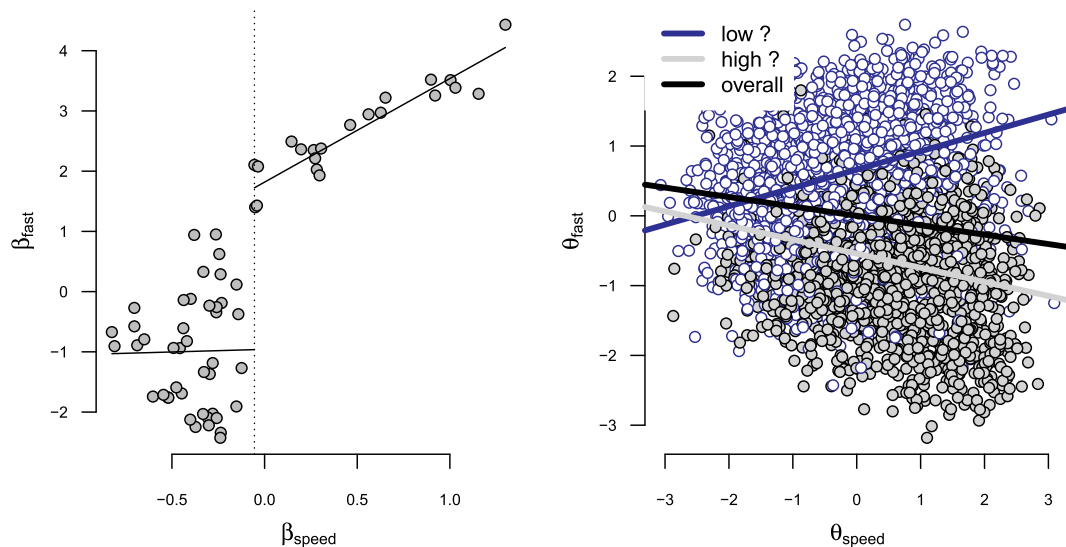 4
3
2
1
0
−1
−2
βfast
−0.5 0.0 0.5 1.0
βspeed
low ?
high ?
overall
2
1
0
−1
−2
−3
θfast
−3 −2 −1 0 1 2 3
θspeed